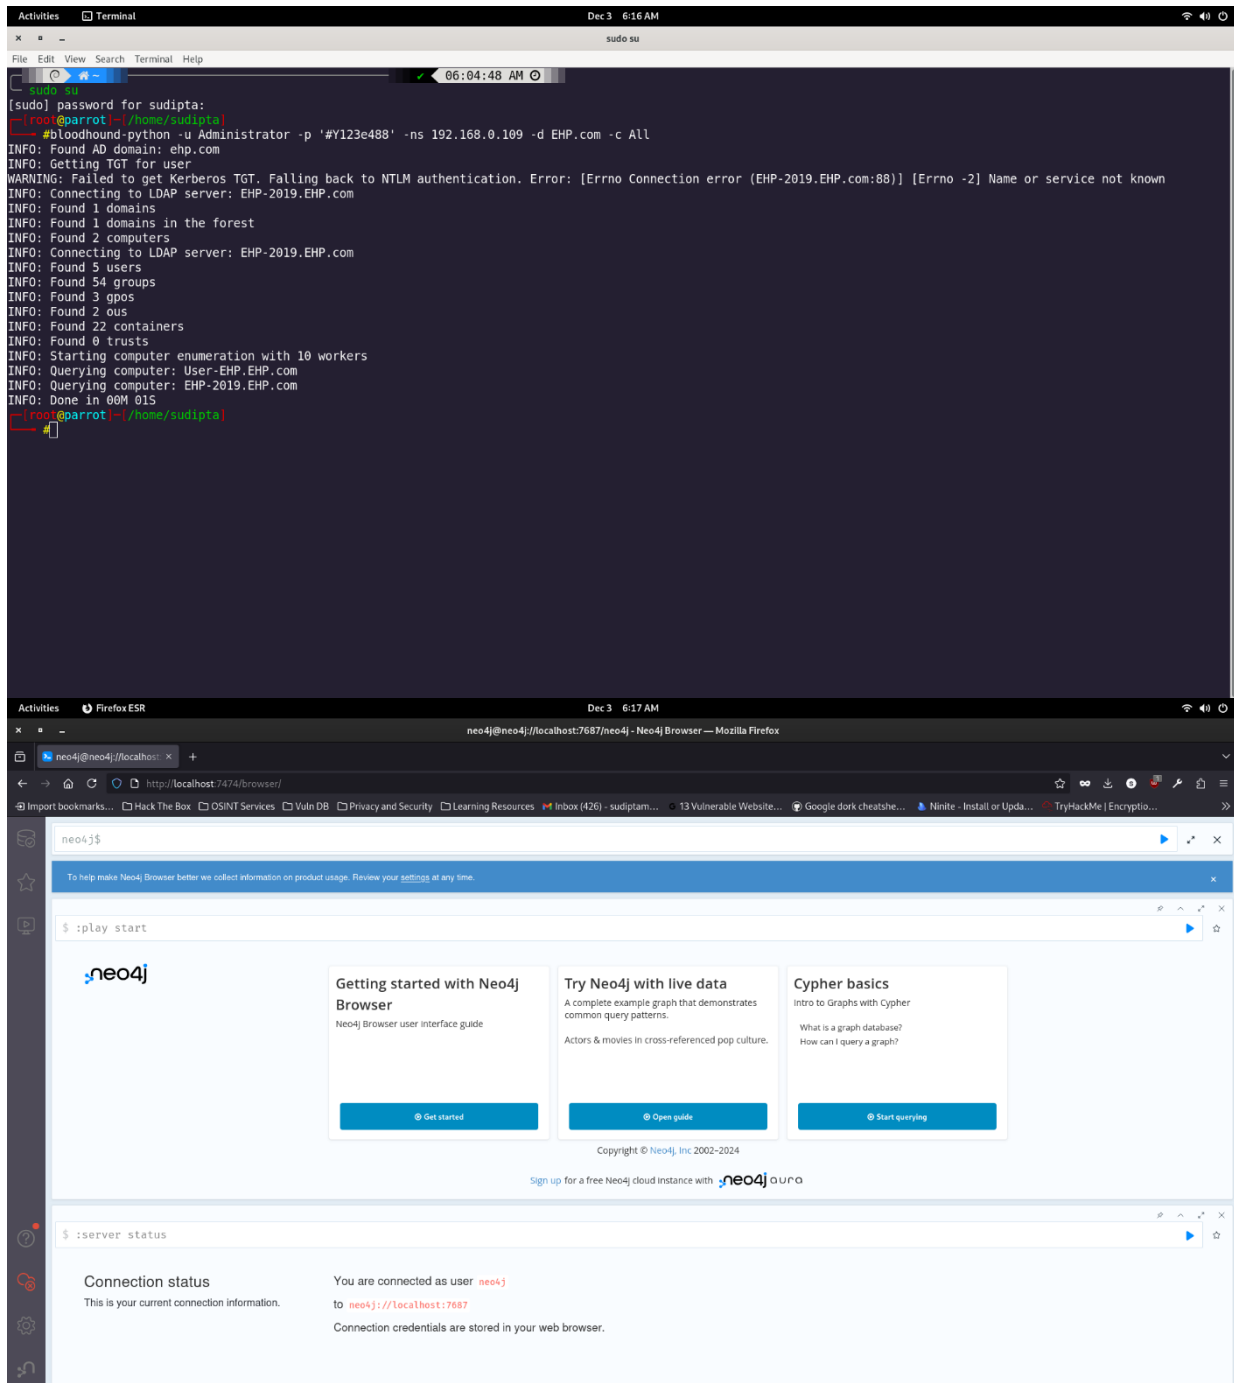 Activities Terminal Dec 3 6:16 AM
sudo su
File Edit View Search Terminal Help
~ 06:04:48 AM
sudo su
[sudo] password for sudipta:
[root@parrot]-[/home/sudipta]
#bloodhound-python -u Administrator -p '#Y123e488' -ns 192.168.0.109 -d EHP.com -c All
INFO: Found AD domain: ehp.com
INFO: Getting TGT for user
WARNING: Failed to get Kerberos TGT. Falling back to NTLM authentication. Error: [Errno Connection error (EHP-2019.EHP.com:88)] [Errno -2] Name or service not known
INFO: Connecting to LDAP server: EHP-2019.EHP.com
INFO: Found 1 domains
INFO: Found 1 domains in the forest
INFO: Found 2 computers
INFO: Connecting to LDAP server: EHP-2019.EHP.com
INFO: Found 5 users
INFO: Found 54 groups
INFO: Found 3 gpos
INFO: Found 2 ous
INFO: Found 22 containers
INFO: Found 0 trusts
INFO: Starting computer enumeration with 10 workers
INFO: Querying computer: User-EHP.EHP.com
INFO: Querying computer: EHP-2019.EHP.com
INFO: Done in 00M 01S
[root@parrot]-[/home/sudipta]
#
Activities Firefox ESR Dec 3 6:17 AM
neo4j@neo4j://localhost:7687/neo4j - Neo4j Browser — Mozilla Firefox
neo4j@neo4j://localhost:
http://localhost:7474/browser/
Import bookmarks... Hack The Box OSINT Services Vuln DB Privacy and Security Learning Resources Inbox (426) - sudiptam... 13 Vulnerable Website... Google dork cheatshe... Ninite - Install or Upda... TryHackMe | Encryptio...
neo4j$
To help make Neo4j Browser better we collect information on product usage. Review your settings at any time.
$ :play start
neo4j
Getting started with Neo4j Browser
Neo4j Browser user interface guide
Get started
Try Neo4j with live data
A complete example graph that demonstrates
common query patterns.
Actors & movies in cross-referenced pop culture.
Open guide
Cypher basics
Intro to Graphs with Cypher
What is a graph database?
How can I query a graph?
Start querying
Copyright © Neo4j, Inc 2002–2024
Sign up for a free Neo4j cloud instance with neo4j aura
$ :server status
Connection status
This is your current connection information.
You are connected as user neo4j
to neo4j://localhost:7687
Connection credentials are stored in your web browser.